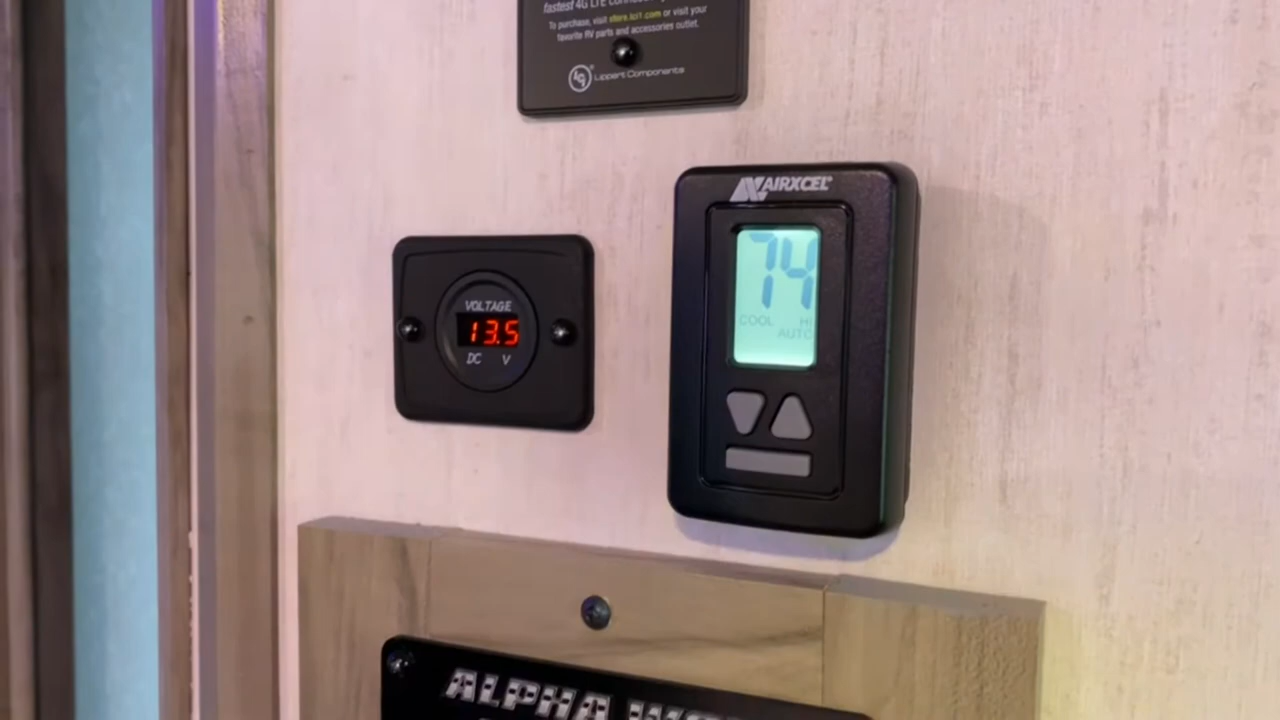 fastest 4G LTE
To purchase, visit store.lci1.com or visit your
favorite RV parts and accessories outlet.
LCI® Lippert Components
AIRXCEL®
74
COOL HI
AUTO
VOLTAGE
13.5
DC V
ALPHA